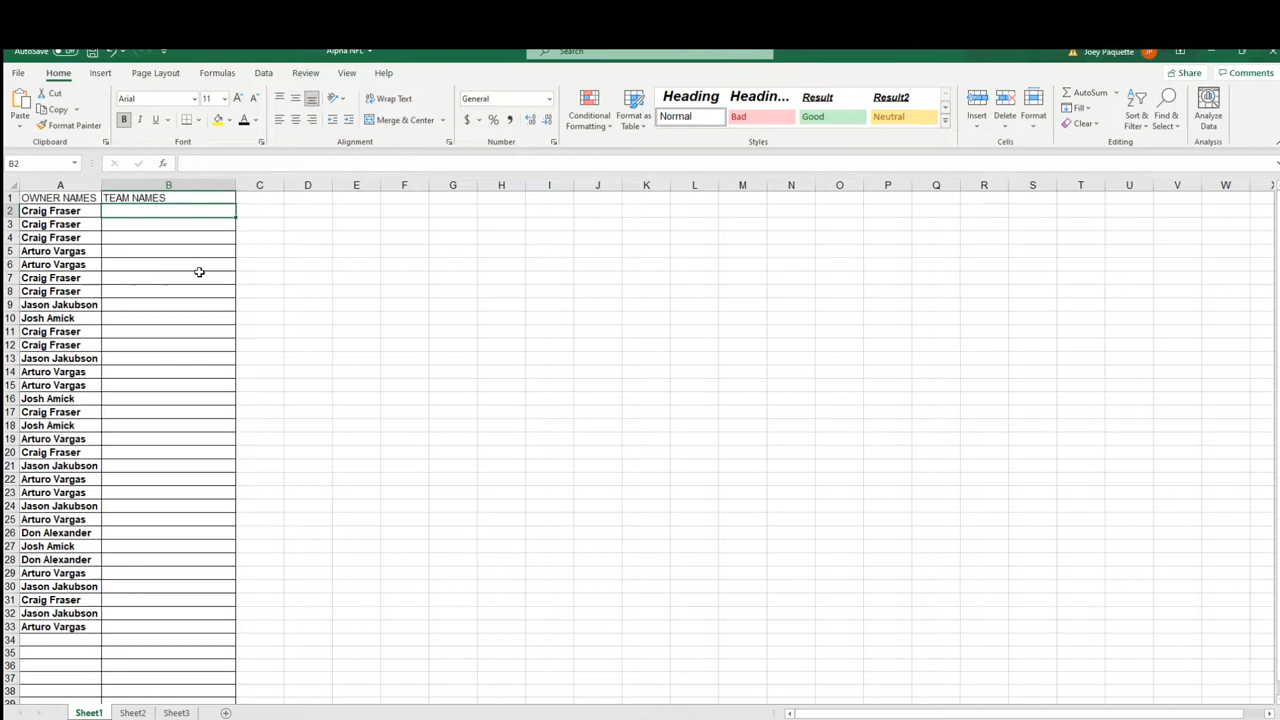 AutoSave Off Alpha NFL Search Joey Paquette JP
File Home Insert Page Layout Formulas Data Review View Help Share Comments
Paste Cut Copy Format Painter Clipboard
Arial 11 B I U A Font
Wrap Text Merge & Center Alignment
General $ % Number
Conditional Formatting Format as Table
Heading Headin... Result Result2
Normal Bad Good Neutral
Styles
Insert Delete Format Cells
AutoSum Fill Clear Sort & Filter Find & Select Editing
Analyze Data Analysis
B2 fx
A B C D E F G H I J K L M N O P Q R S T U V W X
1 OWNER NAMES TEAM NAMES
2 Craig Fraser
3 Craig Fraser
4 Craig Fraser
5 Arturo Vargas
6 Arturo Vargas
7 Craig Fraser
8 Craig Fraser
9 Jason Jakubson
10 Josh Amick
11 Craig Fraser
12 Craig Fraser
13 Jason Jakubson
14 Arturo Vargas
15 Arturo Vargas
16 Josh Amick
17 Craig Fraser
18 Josh Amick
19 Arturo Vargas
20 Craig Fraser
21 Jason Jakubson
22 Arturo Vargas
23 Arturo Vargas
24 Jason Jakubson
25 Arturo Vargas
26 Don Alexander
27 Josh Amick
28 Don Alexander
29 Arturo Vargas
30 Jason Jakubson
31 Craig Fraser
32 Jason Jakubson
33 Arturo Vargas
34
35
36
37
38
39
Sheet1 Sheet2 Sheet3